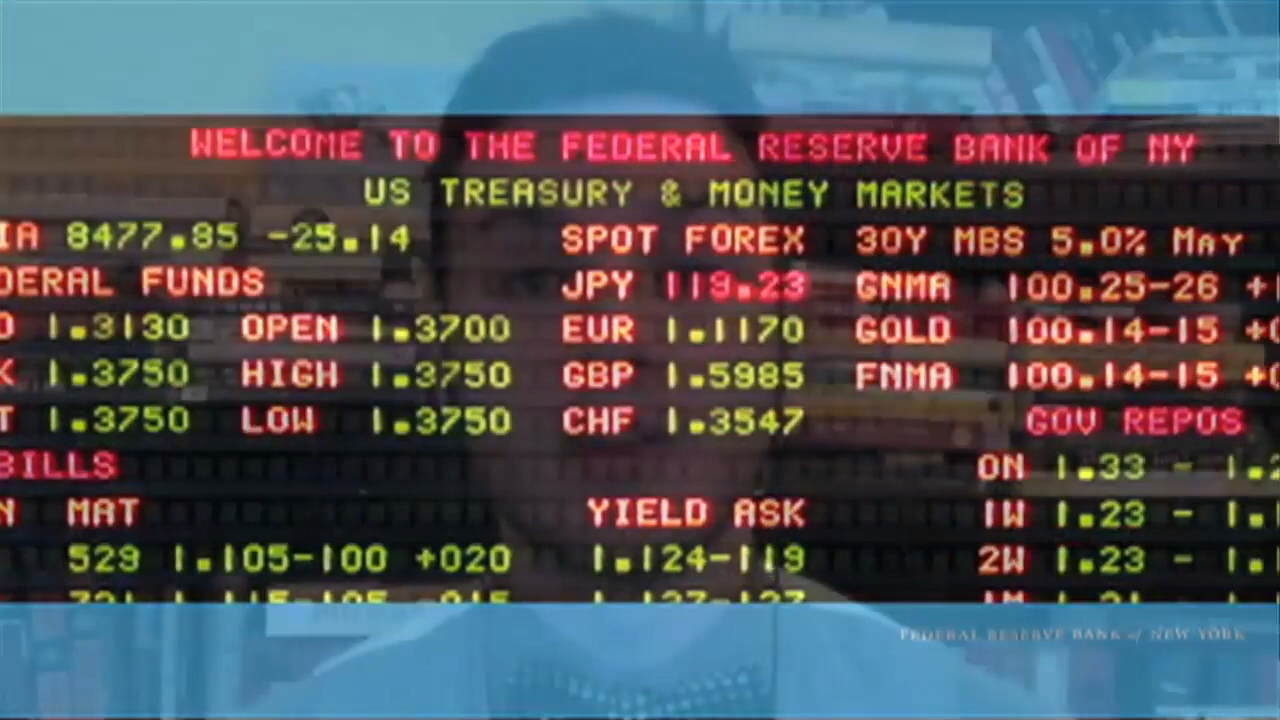 WELCOME TO THE FEDERAL RESERVE BANK OF NY
US TREASURY & MONEY MARKETS
IA 8477.85 -25.14 SPOT FOREX 30Y MBS 5.0% MAY
DERAL FUNDS JPY 119.23 GNMA 100.25-26 +
1.3130 OPEN 1.3700 EUR 1.1170 GOLD 100.14-15 +
K 1.3750 HIGH 1.3750 GBP 1.5985 FNMA 100.14-15 +
T 1.3750 LOW 1.3750 CHF 1.3547 GOV REPOS
BILLS ON 1.33 -
N MAT YIELD ASK 1W 1.23 -
529 1.105-100 +020 1.124-119 2W 1.23 -
FEDERAL RESERVE BANK of NEW YORK